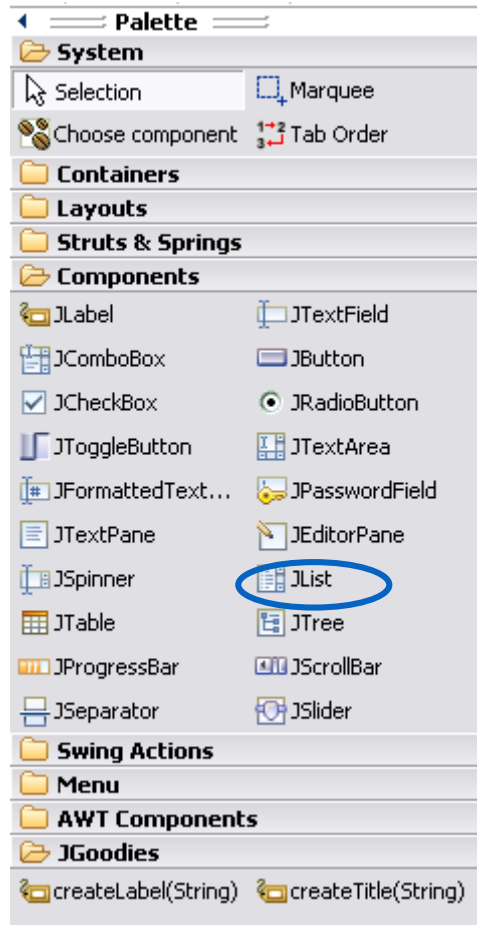 Palette
System
Selection Marquee
Choose component Tab Order
Containers
Layouts
Struts & Springs
Components
JLabel JTextField
JComboBox JButton
JCheckBox JRadioButton
JToggleButton JTextArea
JFormattedText... JPasswordField
JTextPane JEditorPane
JSpinner JList
JTable JTree
JProgressBar JScrollBar
JSeparator JSlider
Swing Actions
Menu
AWT Components
JGoodies
createLabel(String) createTitle(String)